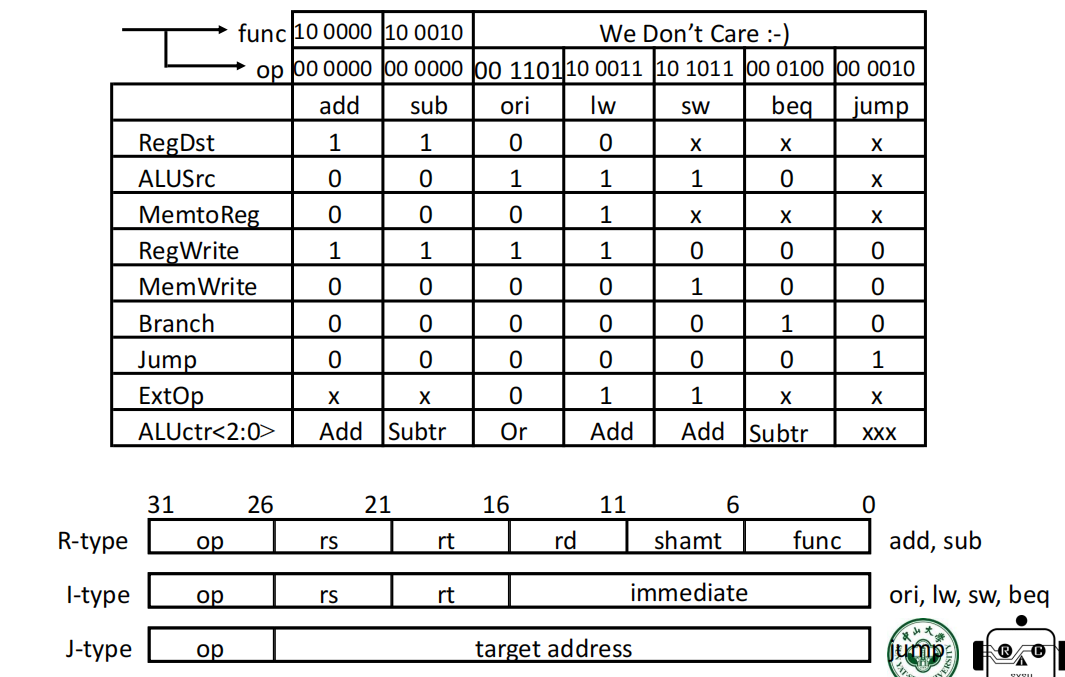 func 10 0000 10 0010 We Don't Care :-)
op 00 0000 00 0000 00 1101 10 0011 10 1011 00 0100 00 0010
add sub ori lw sw beq jump
RegDst 1 1 0 0 x x x
ALUSrc 0 0 1 1 1 0 x
MemtoReg 0 0 0 1 x x x
RegWrite 1 1 1 1 0 0 0
MemWrite 0 0 0 0 1 0 0
Branch 0 0 0 0 0 1 0
Jump 0 0 0 0 0 0 1
ExtOp x x 0 1 1 x x
ALUctr<2:0> Add Subtr Or Add Add Subtr xxx
31 26 21 16 11 6 0
R-type op rs rt rd shamt func add, sub
I-type op rs rt immediate ori, lw, sw, beq
J-type op target address jump
R C